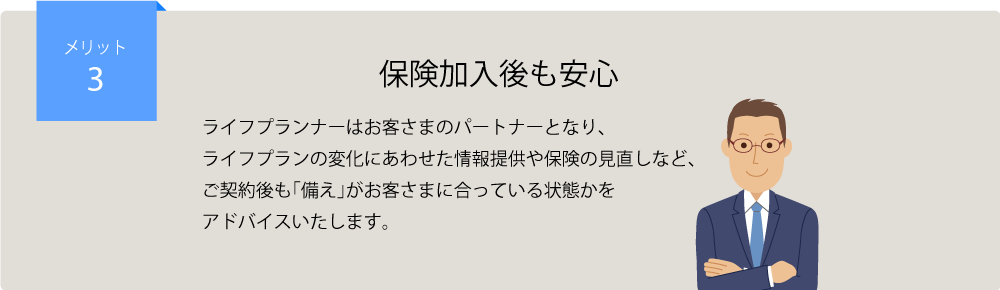 メリット
3
保険加入後も安心
ライフプランナーはお客さまのパートナーとなり、
ライフプランの変化にあわせた情報提供や保険の見直しなど、
ご契約後も「備え」がお客さまに合っている状態かを
アドバイスいたします。